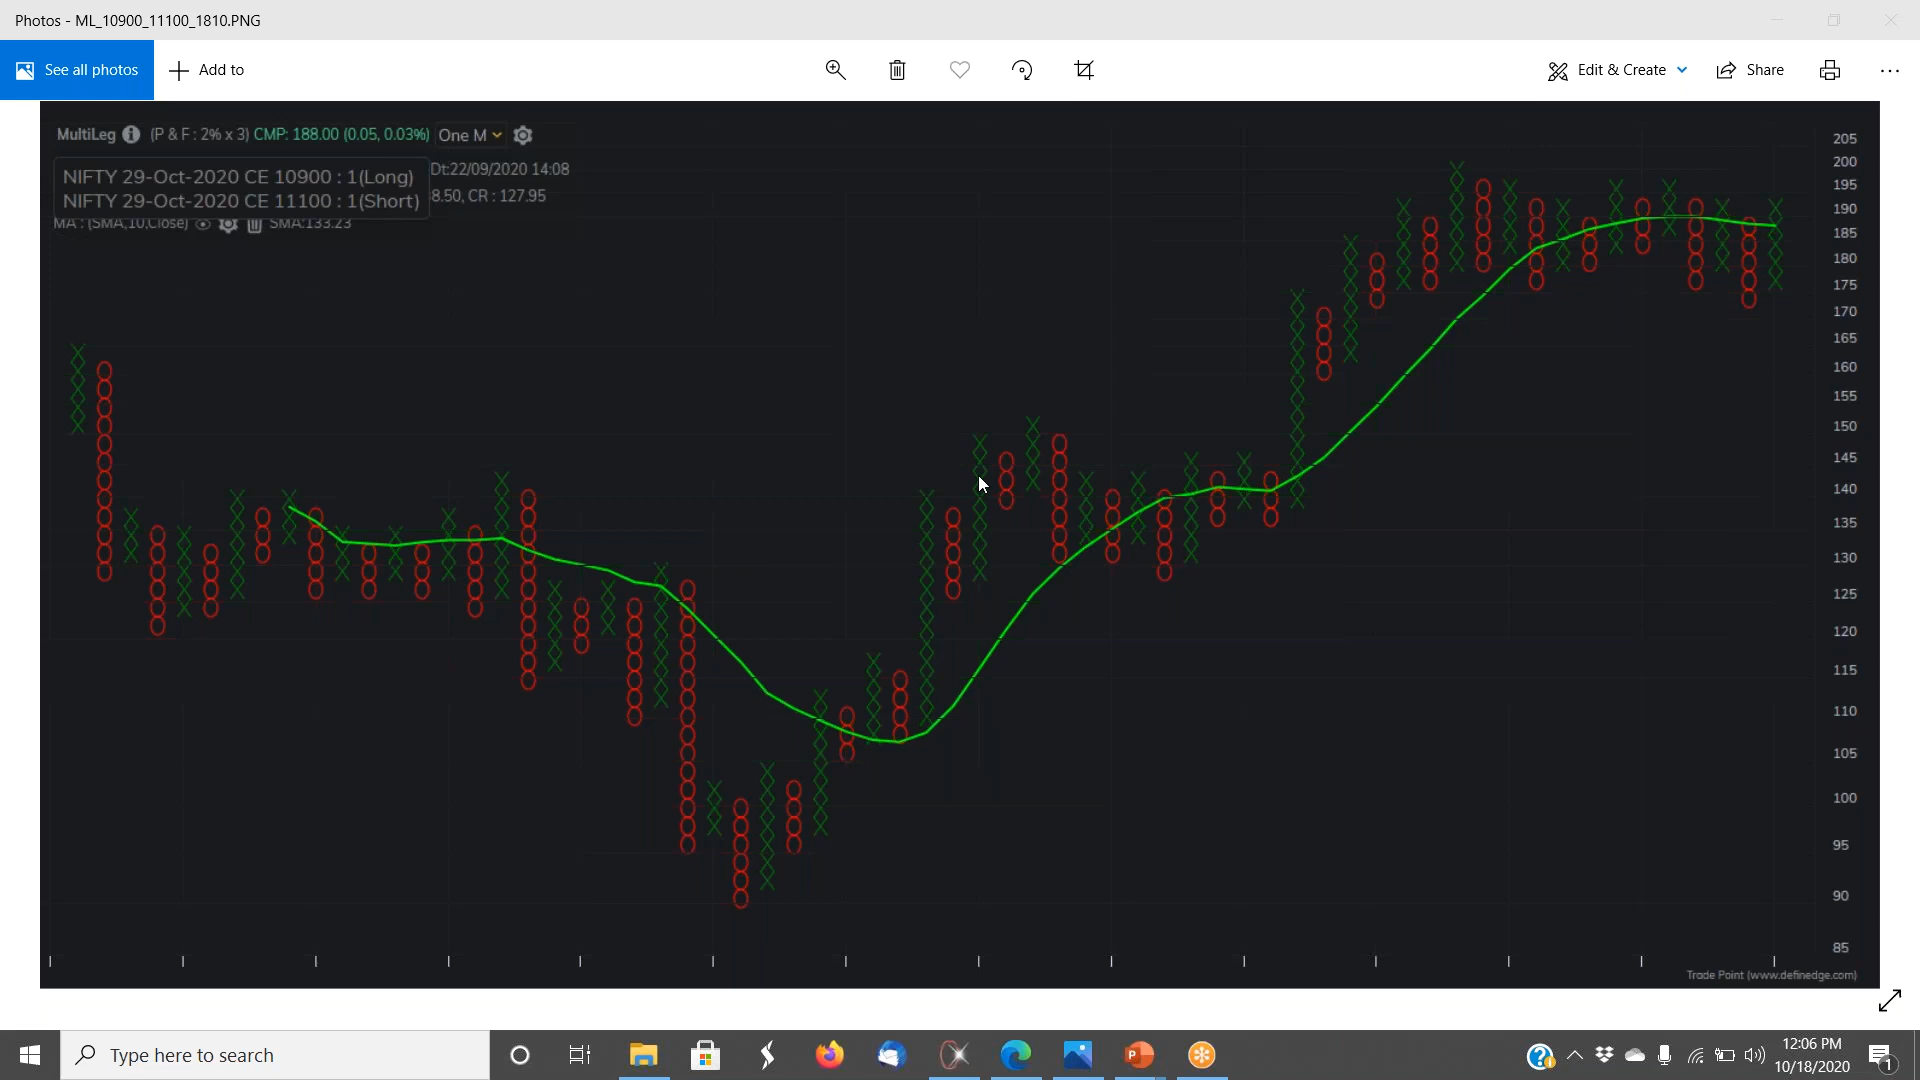 Photos - ML_10900_11100_1810.PNG
See all photos
Add to
Edit & Create
Share
MultiLeg (P & F : 2% x 3) CMP: 188.00 (0.05, 0.03%) One M
NIFTY 29-Oct-2020 CE 10900 : 1(Long)
NIFTY 29-Oct-2020 CE 11100 : 1(Short)
Dt:22/09/2020 14:08
8.50, CR : 127.95
MA : (SMA,10,Close) SMA:133.23
205
200
195
190
185
180
175
170
165
160
155
150
145
140
135
130
125
120
115
110
105
100
95
90
85
Trade Point (www.definedge.com)
Type here to search
12:06 PM
10/18/2020
1